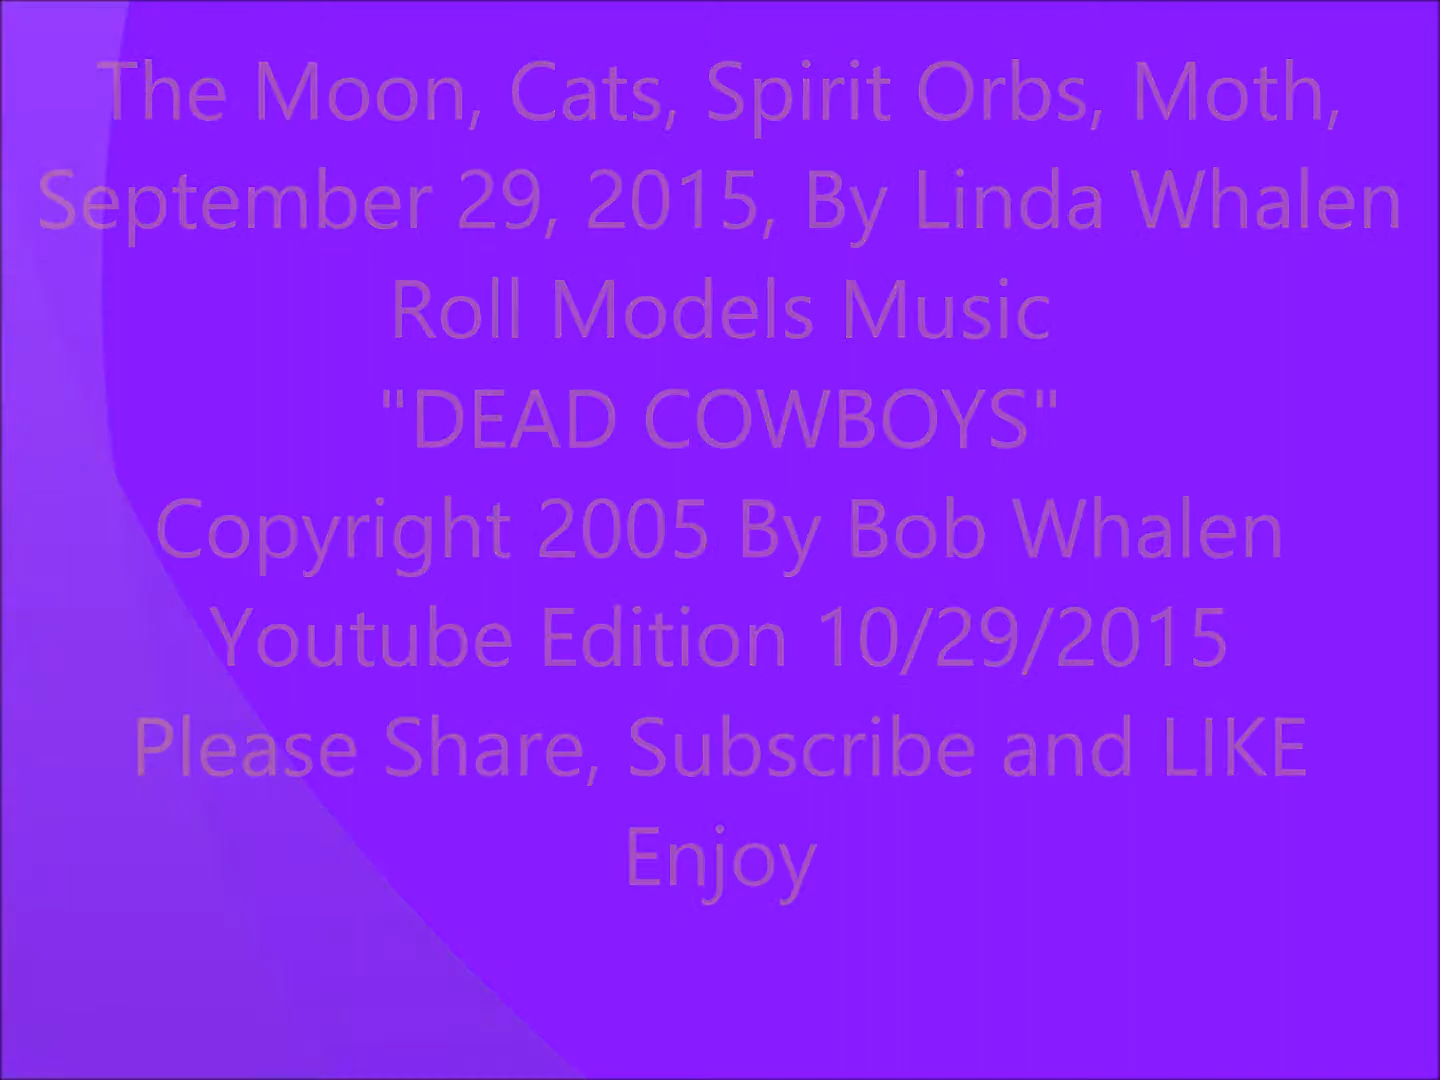 The Moon, Cats, Spirit Orbs, Moth,
September 29, 2015, By Linda Whalen
Roll Models Music
"DEAD COWBOYS"
Copyright 2005 By Bob Whalen
Youtube Edition 10/29/2015
Please Share, Subscribe and LIKE
Enjoy